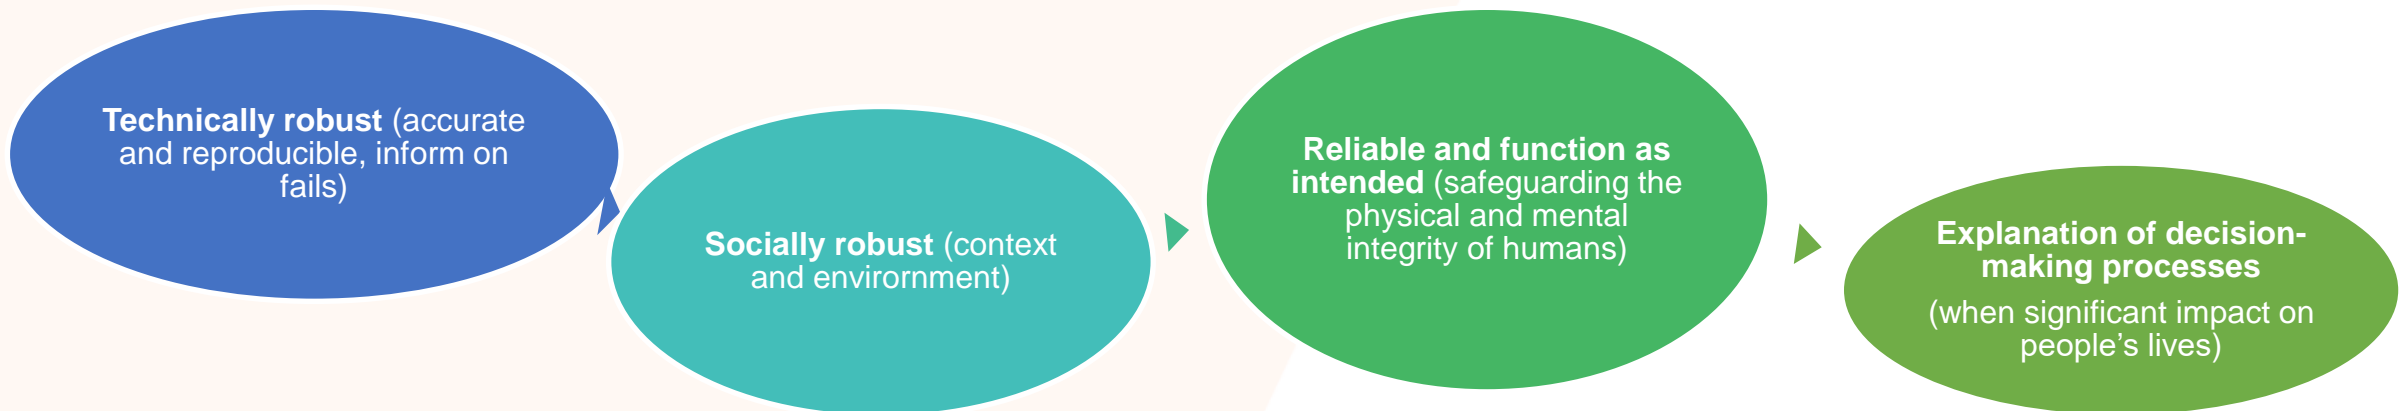 Technically robust (accurate
and reproducible, inform on
fails)
Socially robust (context
and envirornment)
Reliable and function as
intended (safeguarding the
physical and mental
integrity of humans)
Explanation of decision-
making processes
(when significant impact on
people’s lives)